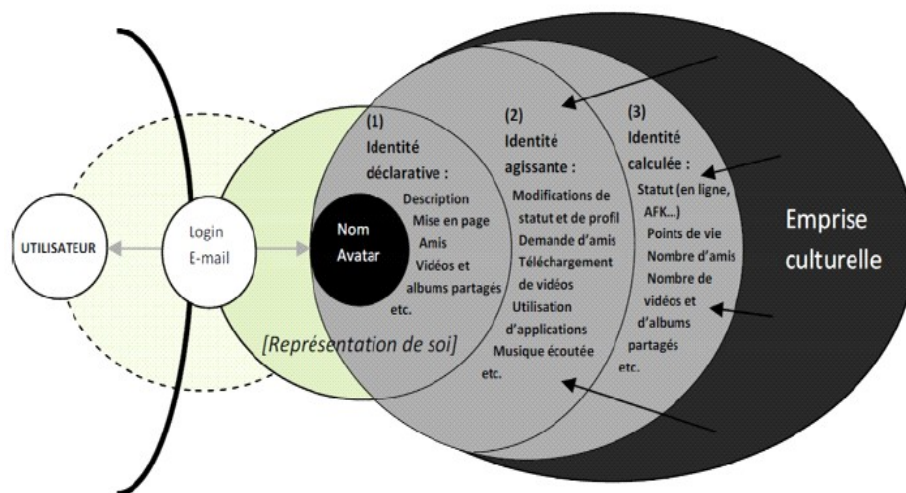 UTILISATEUR
Login
E-mail
Nom
Avatar
(1)
Identité
déclarative :
Description
Mise en page
Amis
Vidéos et
albums partagés
etc.
[Représentation de soi]
(2)
Identité
agissante :
Modifications de
statut et de profil
Demande d'amis
Téléchargement
de vidéos
Utilisation
d'applications
Musique écoutée
etc.
(3)
Identité
calculée :
Statut (en ligne,
AFK...)
Points de vie
Nombre d'amis
Nombre de
vidéos et
d'albums
partagés
etc.
Emprise
culturelle